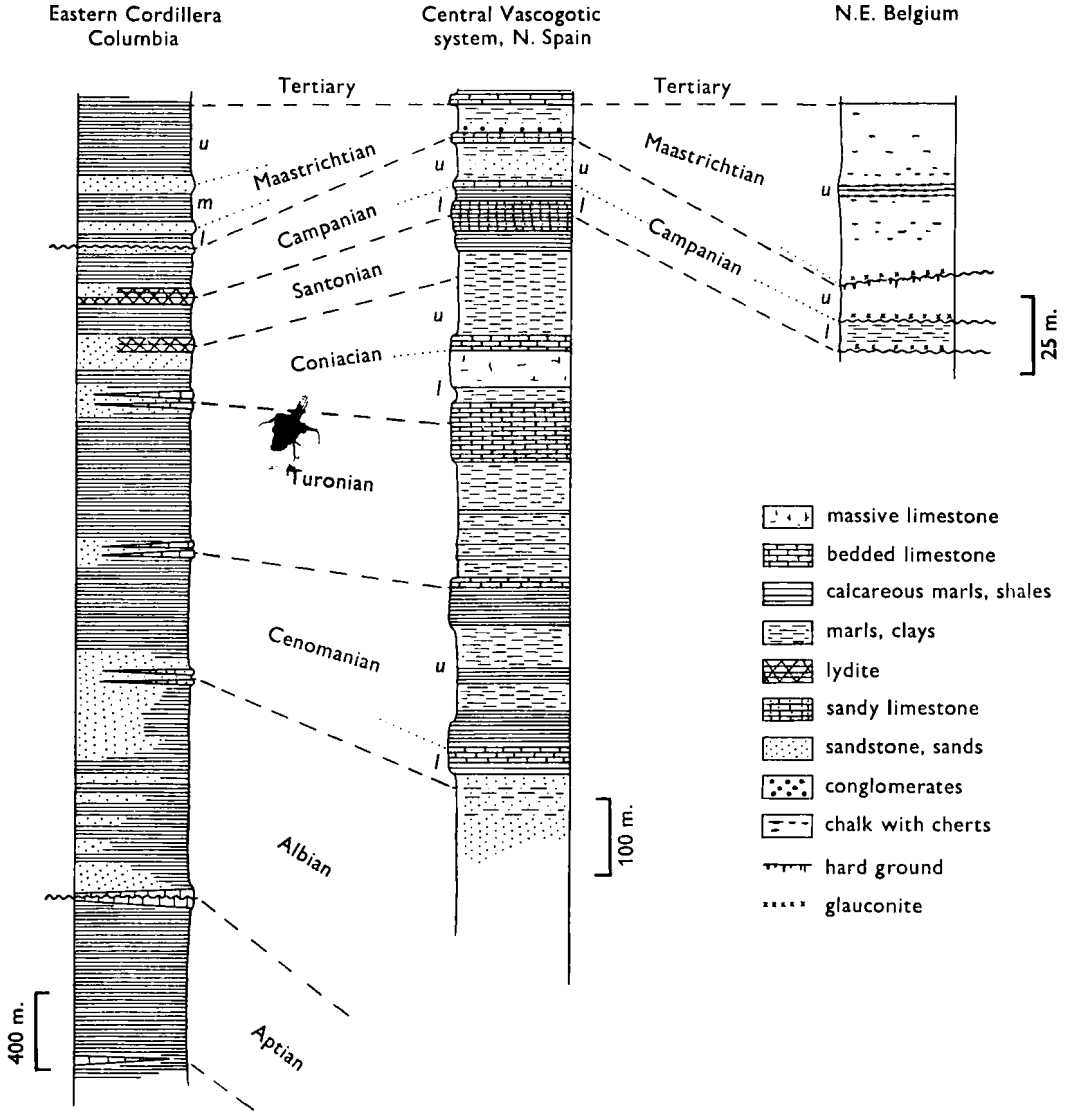 Eastern Cordillera
Columbia
Central Vascogotic
system, N. Spain
N.E. Belgium
Tertiary
Tertiary
u
Maastrichtian
m
l
Campanian
Santonian
Coniacian
Turonian
Cenomanian
Albian
Aptian
400 m.
u
l
u
l
u
l
u
l
100 m.
Maastrichtian
Campanian
u
u
l
25 m.
massive limestone
bedded limestone
calcareous marls, shales
marls, clays
lydite
sandy limestone
sandstone, sands
conglomerates
chalk with cherts
hard ground
glauconite